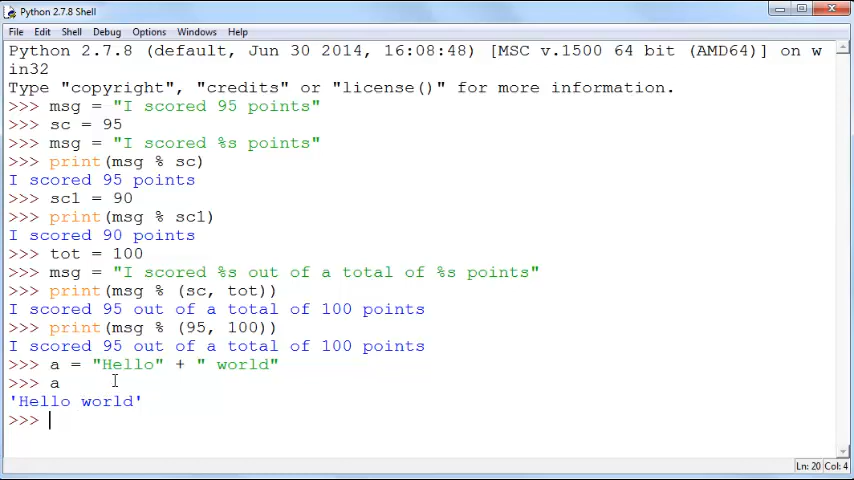 Python 2.7.8 Shell
File Edit Shell Debug Options Windows Help
Python 2.7.8 (default, Jun 30 2014, 16:08:48) [MSC v.1500 64 bit (AMD64)] on w
in32
Type "copyright", "credits" or "license()" for more information.
>>> msg = "I scored 95 points"
>>> sc = 95
>>> msg = "I scored %s points"
>>> print(msg % sc)
I scored 95 points
>>> sc1 = 90
>>> print(msg % sc1)
I scored 90 points
>>> tot = 100
>>> msg = "I scored %s out of a total of %s points"
>>> print(msg % (sc, tot))
I scored 95 out of a total of 100 points
>>> print(msg % (95, 100))
I scored 95 out of a total of 100 points
>>> a = "Hello" + " world"
>>> a
'Hello world'
>>>
Ln: 20 Col: 4